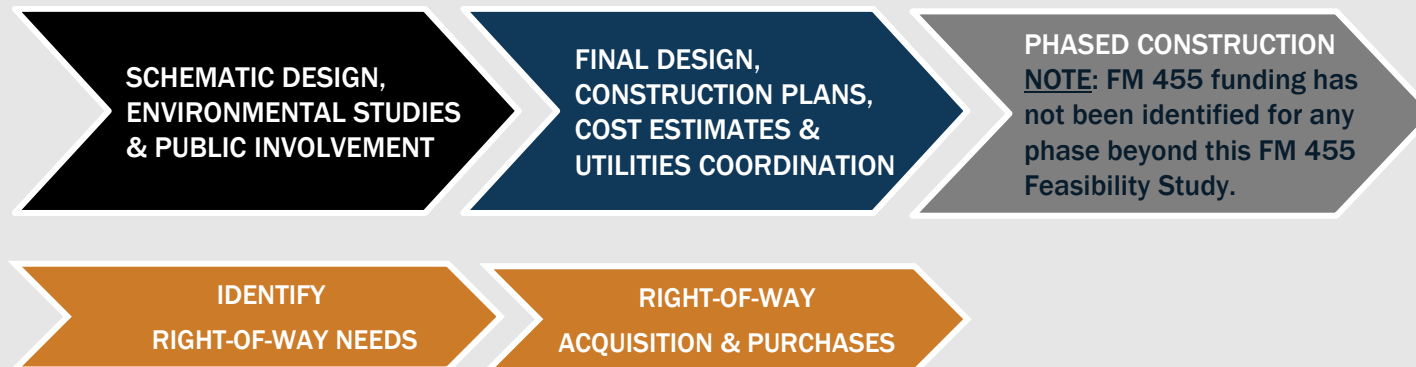 SCHEMATIC DESIGN,
ENVIRONMENTAL STUDIES
& PUBLIC INVOLVEMENT
FINAL DESIGN,
CONSTRUCTION PLANS,
COST ESTIMATES &
UTILITIES COORDINATION
PHASED CONSTRUCTION
NOTE: FM 455 funding has
not been identified for any
phase beyond this FM 455
Feasibility Study.
IDENTIFY
RIGHT-OF-WAY NEEDS
RIGHT-OF-WAY
ACQUISITION & PURCHASES